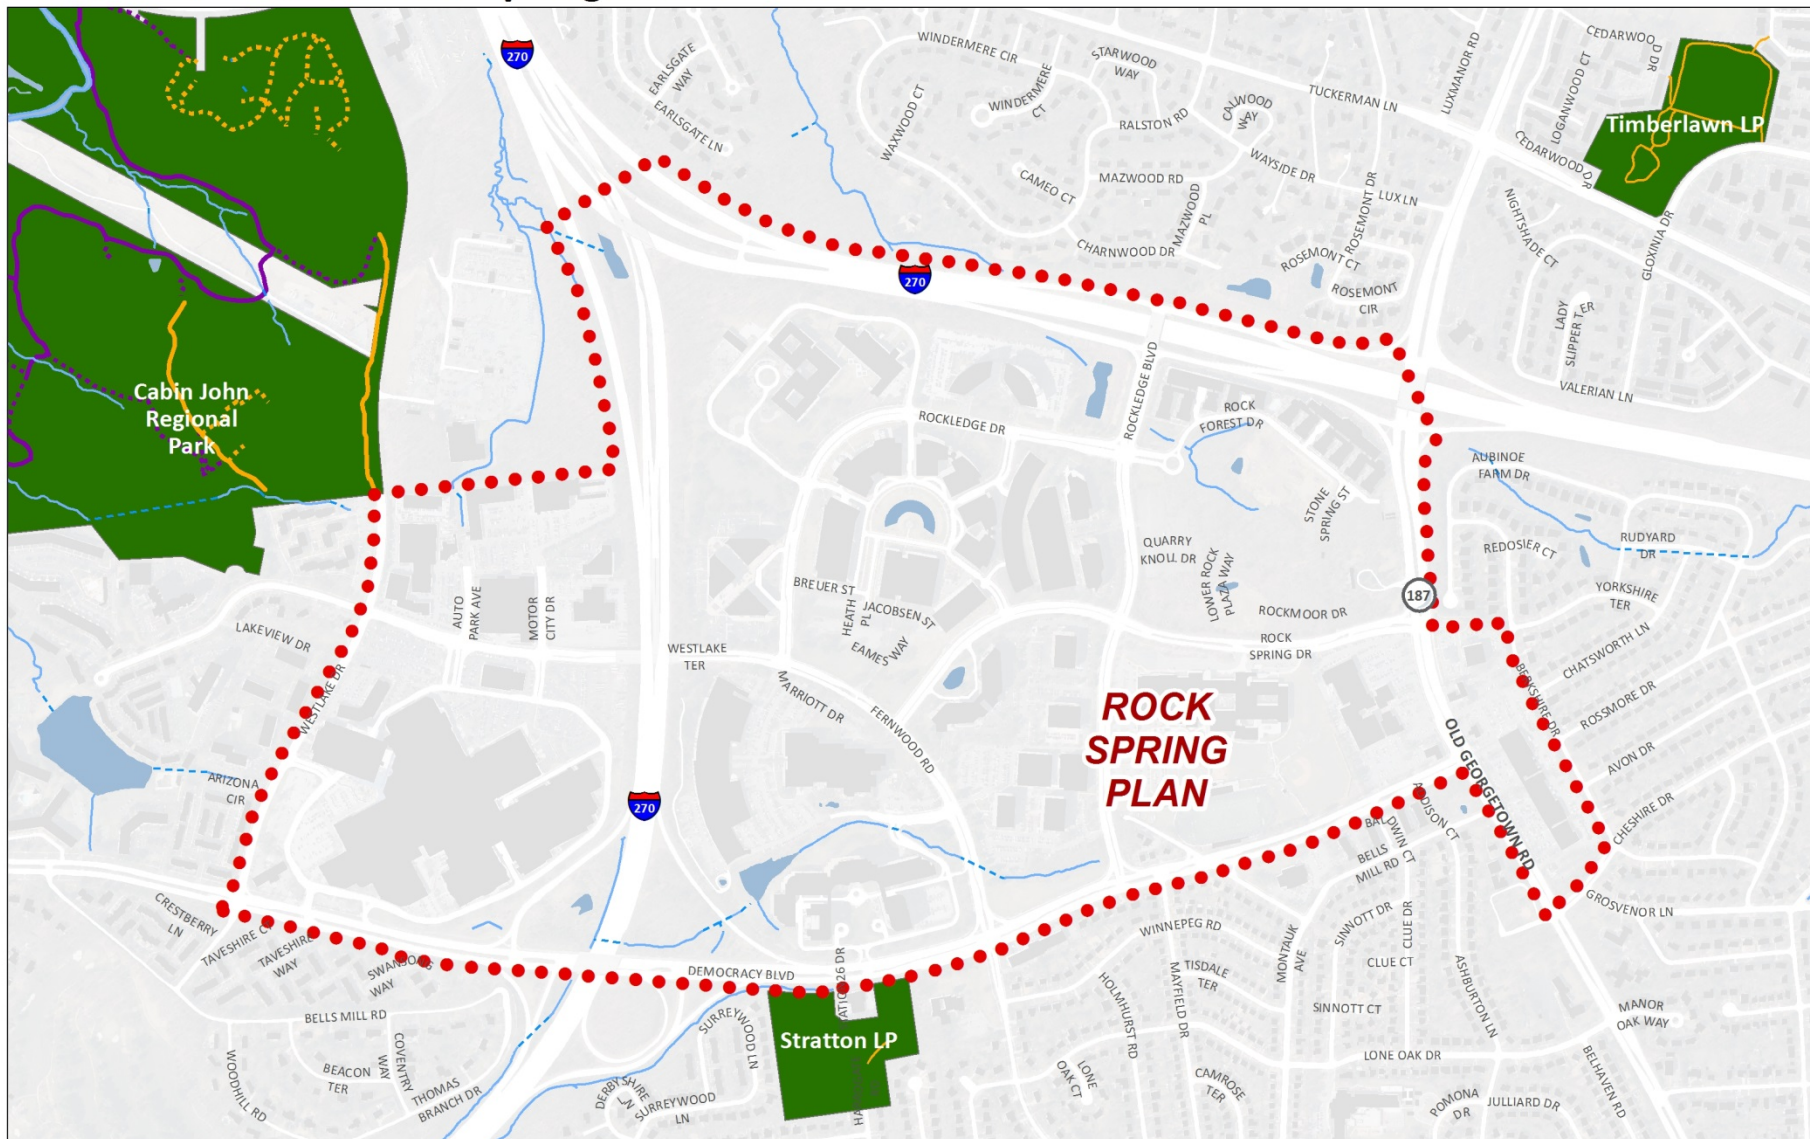 270
EARLSGATE
WAY
EARLSGATE LN
WINDERMERE CIR
WINDERMERE
CT
WAXWOOD CT
STARWOOD
WAY
RALSTON RD
CALWOOD
WAY
TUCKERMAN LN
LUXMANOR RD
CEDARWOOD DR
LOGANWOOD CT
Timberlawn LP
CEDARWOOD DR
WAYSIDE DR
LUX LN
MAZWOOD RD
MAZWOOD
PL
CAMEO CT
CHARNWOOD DR
ROSEMONT DR
ROSEMONT CT
ROSEMONT
CIR
NIGHTSHADE CT
GLOXINIA DR
LADY
SLIPPER TER
VALERIAN LN
270
Cabin John
Regional
Park
ROCKLEDGE DR
ROCKLEDGE BLVD
ROCK
FOREST DR
STONE
SPRING ST
AUBINOE
FARM DR
RUDYARD
DR
REDOSIER CT
YORKSHIRE
TER
QUARRY
KNOLL DR
LOWER ROCK
PLAZA WAY
187
ROCKMOOR DR
ROCK
SPRING DR
BREUER ST
HEATH
PL
JACOBSEN ST
EAMES WAY
AUTO
PARK AVE
MOTOR
CITY DR
LAKEVIEW DR
WESTLAKE DR
WESTLAKE
TER
MARRIOTT DR
FERNWOOD RD
ROCK
SPRING
PLAN
CHATSWORTH LN
BERKSHIRE DR
ROSSMORE DR
AVON DR
CHESHIRE DR
OLD GEORGETOWN RD
ADISON CT
BALDWIN CT
BELLS
MILL RD
GROSVENOR LN
ARIZONA
CIR
270
CRESTBERRY
LN
TAVESHIRE CT
TAVESHIRE
WAY
SWANSONG
WAY
DEMOCRACY BLVD
WINNEPEG RD
MONTAUK
AVE
SINNOTT DR
CLUE DR
CLUE CT
TISDALE
TER
MAYFIELD DR
HOLMHURST RD
SINNOTT CT
ASHBURTON LN
MANOR
OAK WAY
BELLS MILL RD
SURREYWOOD LN
Stratton LP
LONE OAK DR
LONE
OAK CT
BEACON
TER
COVENTRY
WAY
WOODHILL RD
THOMAS
BRANCH DR
DERBYSHIRE
LN
SURREYWOOD
LN
CAMROSE
TER
POMONA
DR
JULLIARD DR
BELHAVEN RD